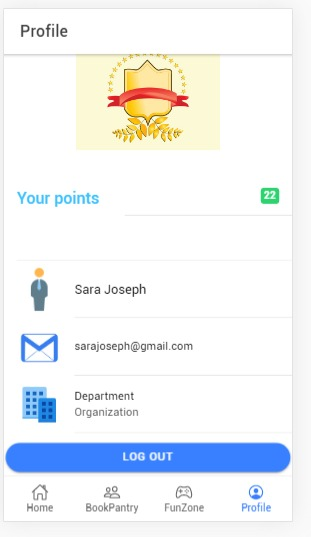 Profile
Your points
22
Sara Joseph
sarajoseph@gmail.com
Department
Organization
LOG OUT
Home
BookPantry
FunZone
Profile